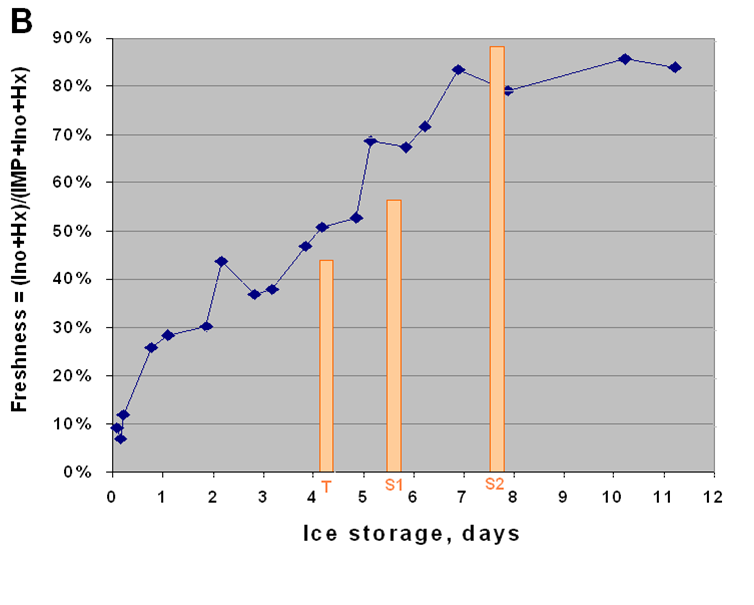 B
Freshness = (Ino+Hx)/(IMP+Ino+Hx)
90%
80%
70%
60%
50%
40%
30%
20%
10%
0%
T
S1
S2
0 1 2 3 4 5 6 7 8 9 10 11 12
Ice storage, days